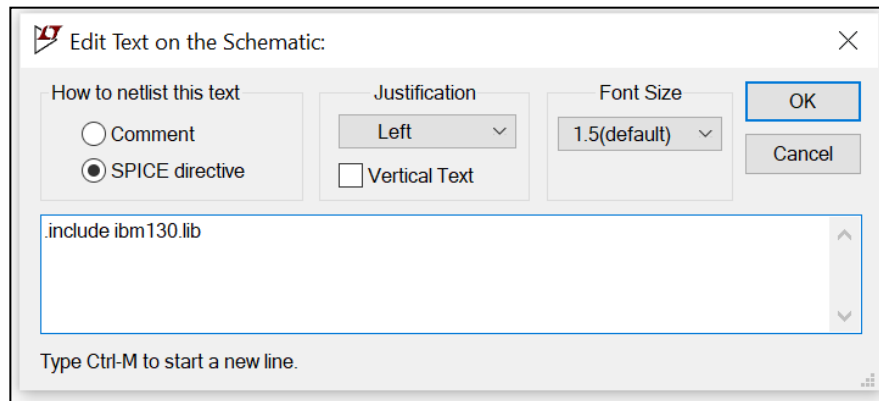 Edit Text on the Schematic:
How to netlist this text
Comment
SPICE directive
Justification
Left
Vertical Text
Font Size
1.5(default)
OK
Cancel
.include ibm130.lib
Type Ctrl-M to start a new line.